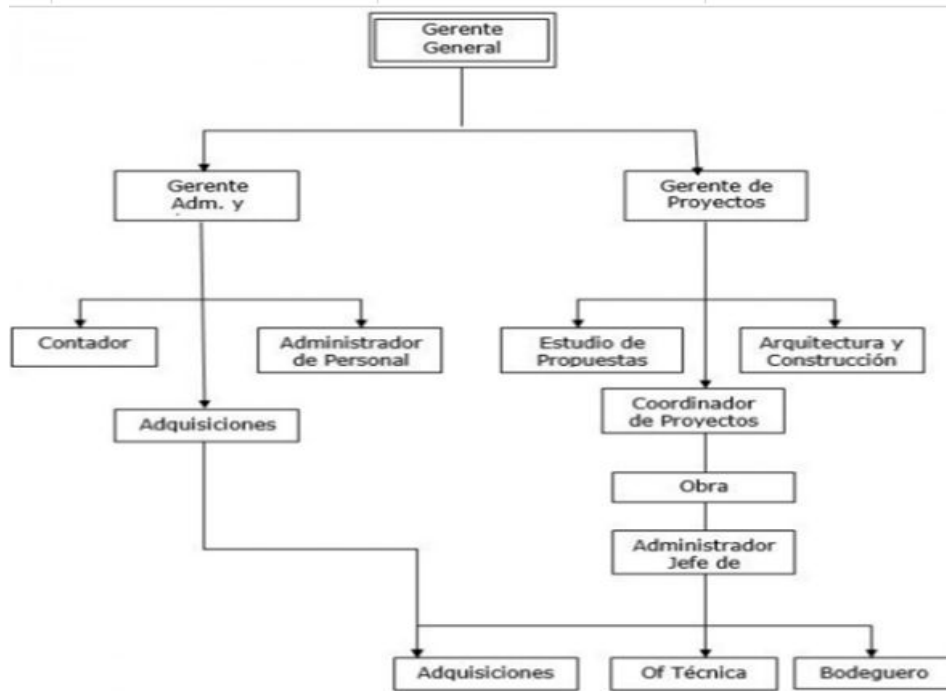 Gerente
General
Gerente
Adm. y
Gerente de
Proyectos
Contador
Administrador
de Personal
Estudio de
Propuestas
Arquitectura y
Construcción
Adquisiciones
Coordinador
de Proyectos
Obra
Administrador
Jefe de
Adquisiciones
Of Técnica
Bodeguero